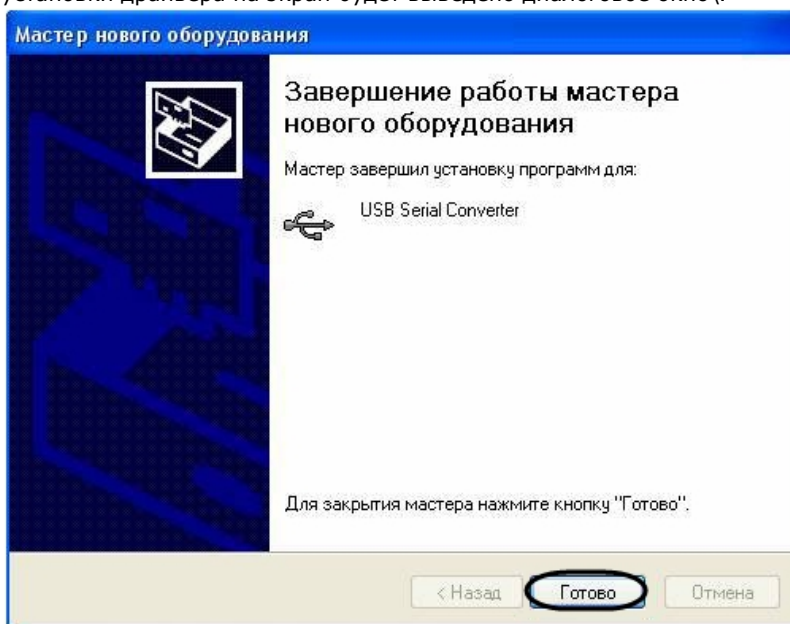 установки драйвера на экран будет выведено диалоговое окно (.
Мастер нового оборудования
Завершение работы мастера
нового оборудования
Мастер завершил установку программ для:
USB Serial Converter
Для закрытия мастера нажмите кнопку "Готово".
< Назад Готово Отмена